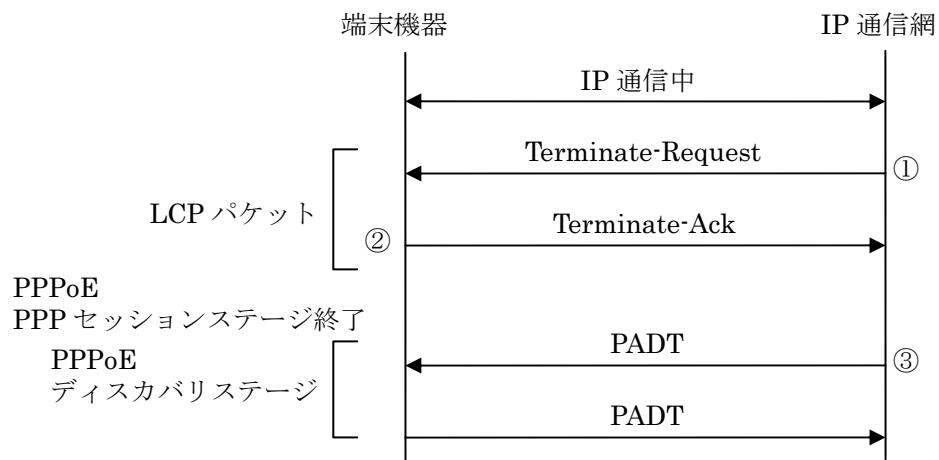 端末機器
IP 通信網
IP 通信中
Terminate-Request
①
LCP パケット
Terminate-Ack
②
PPPoE
PPP セッションステージ終了
PADT
③
PPPoE
ディスカバリステージ
PADT